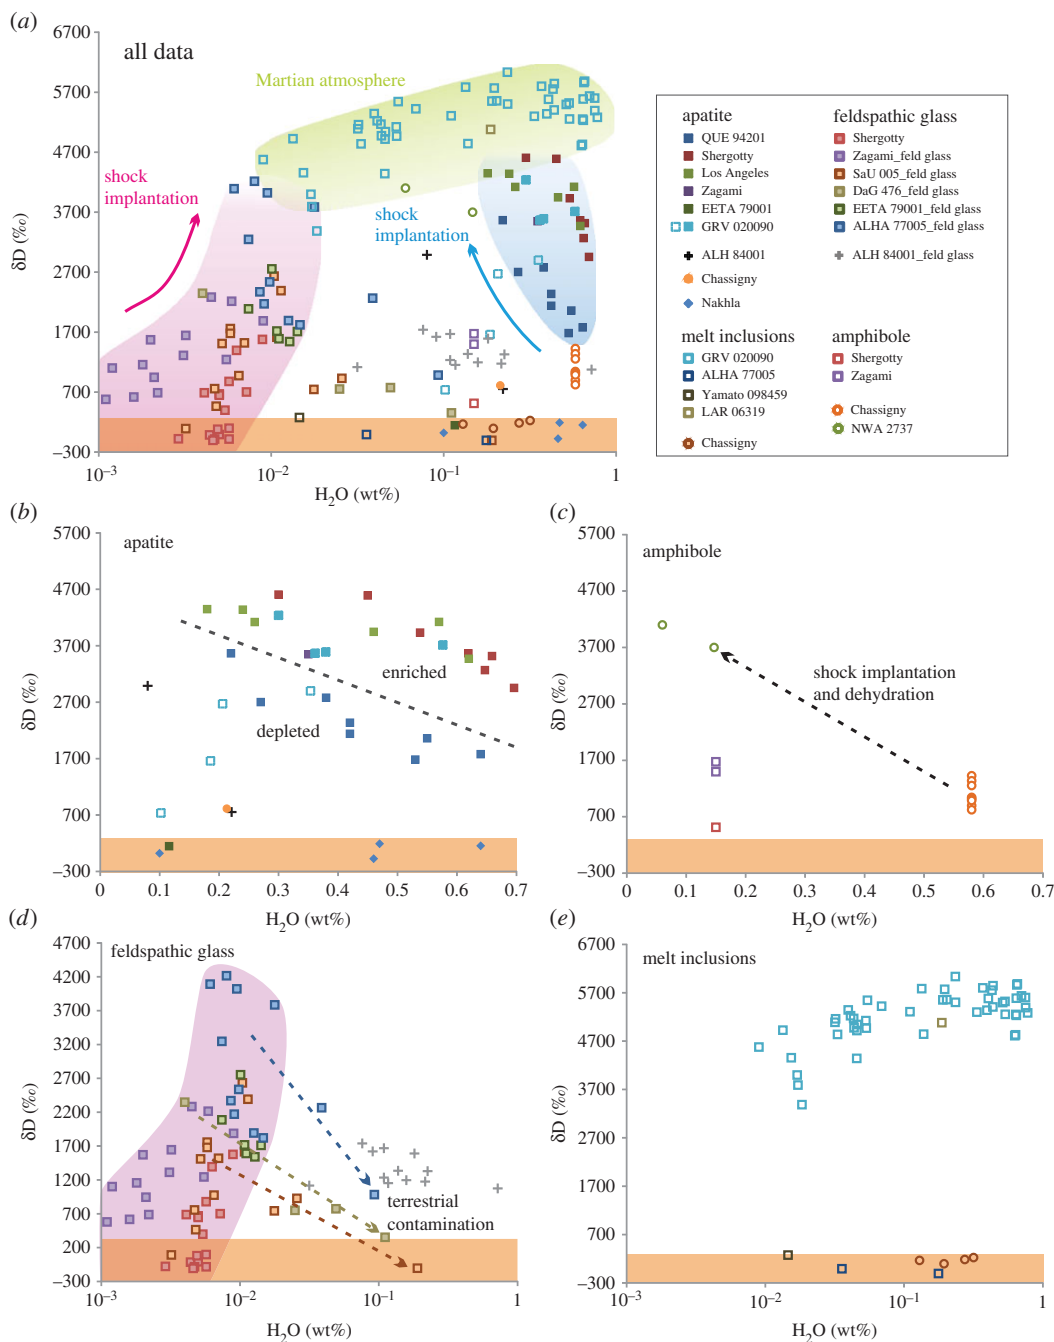 (a)
6700
5700
4700
3700
2700
1700
700
–300
δD (‰)
all data
Martian atmosphere
shock
implantation
shock
implantation
10⁻³
10⁻²
10⁻¹
1
H₂O (wt%)
apatite
QUE 94201
Shergotty
Los Angeles
Zagami
EETA 79001
GRV 020090
ALH 84001
Chassigny
Nakhla
feldspathic glass
Shergotty
Zagami_feld glass
SaU 005_feld glass
DaG 476_feld glass
EETA 79001_feld glass
ALHA 77005_feld glass
ALH 84001_feld glass
melt inclusions
GRV 020090
ALHA 77005
Yamato 098459
LAR 06319
Chassigny
amphibole
Shergotty
Zagami
Chassigny
NWA 2737
(b)
5700
4700
3700
2700
1700
700
–300
δD (‰)
apatite
enriched
depleted
0
0.1
0.2
0.3
0.4
0.5
0.6
0.7
H₂O (wt%)
(c)
5700
4700
3700
2700
1700
700
–300
δD (‰)
amphibole
shock implantation
and dehydration
0
0.1
0.2
0.3
0.4
0.5
0.6
0.7
H₂O (wt%)
(d)
4700
4200
3700
3200
2700
2200
1700
1200
700
200
–300
δD (‰)
feldspathic glass
terrestrial
contamination
10⁻³
10⁻²
10⁻¹
1
H₂O (wt%)
(e)
6700
5700
4700
3700
2700
1700
700
–300
δD (‰)
melt inclusions
10⁻³
10⁻²
10⁻¹
1
H₂O (wt%)